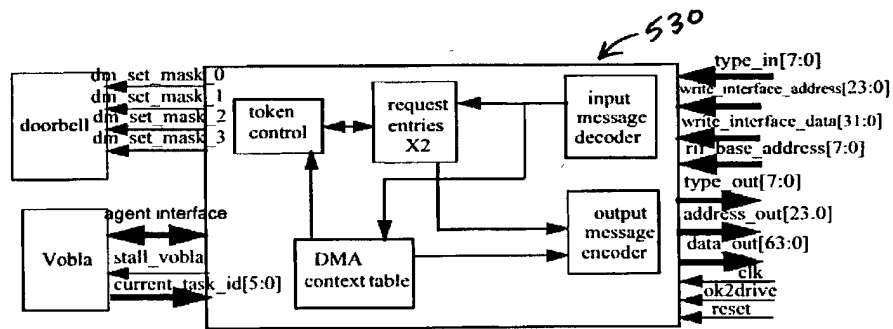 530
type_in[7:0]
write_interface_address[23:0]
write_interface_data[31:0]
rif_base_address[7:0]
type_out[7:0]
address_out[23.0]
data_out[63:0]
clk
ok2drive
reset
dm_set_mask_0
dm_set_mask_1
dm_set_mask_2
dm_set_mask_3
doorbell
token
control
request
entries
X2
input
message
decoder
agent interface
Vobla
stall_vobla
current_task_id[5:0]
DMA
context table
output
message
encoder